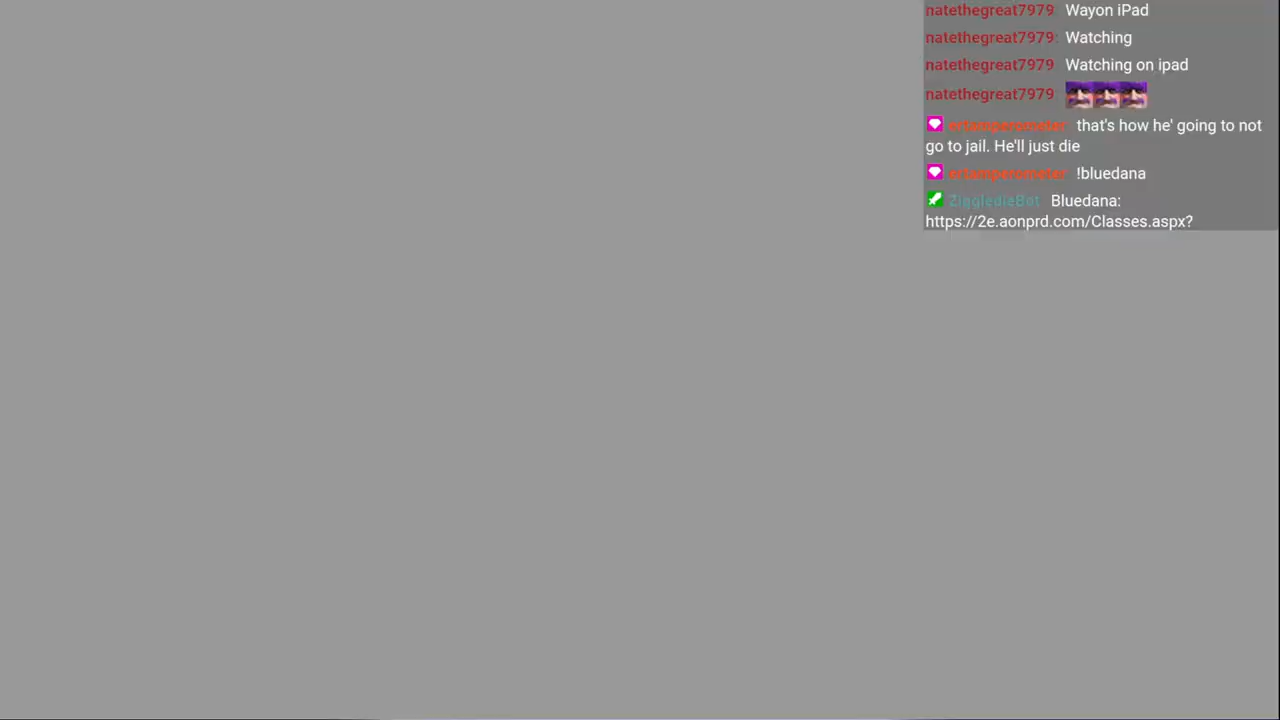 natethegreat7979: Wayon iPad
natethegreat7979: Watching
natethegreat7979: Watching on ipad
natethegreat7979:
that's how he' going to not
go to jail. He'll just die
!bluedana
ZiggledieBot Bluedana:
https://2e.aonprd.com/Classes.aspx?